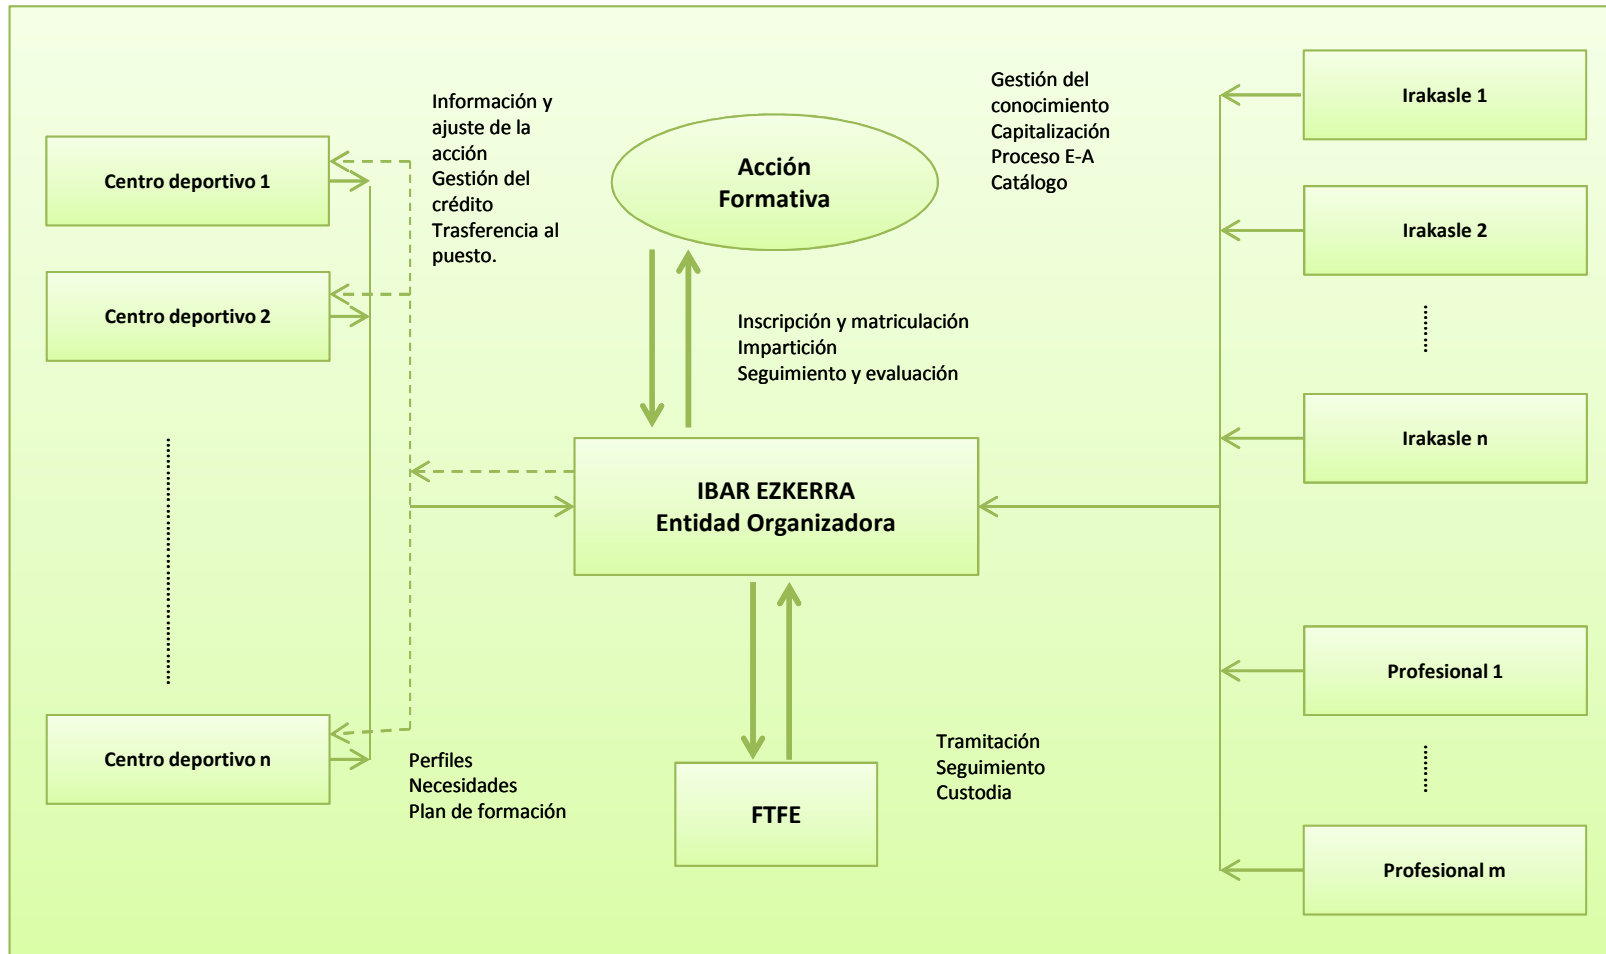 Información y
ajuste de la
acción
Gestión del
crédito
Trasferencia al
puesto.
Gestión del
conocimiento
Capitalización
Proceso E-A
Catálogo
Irakasle 1
Centro deportivo 1
Acción
Formativa
Irakasle 2
Centro deportivo 2
Inscripción y matriculación
Impartición
Seguimiento y evaluación
Irakasle n
IBAR EZKERRA
Entidad Organizadora
Profesional 1
Centro deportivo n
Perfiles
Necesidades
Plan de formación
FTFE
Tramitación
Seguimiento
Custodia
Profesional m